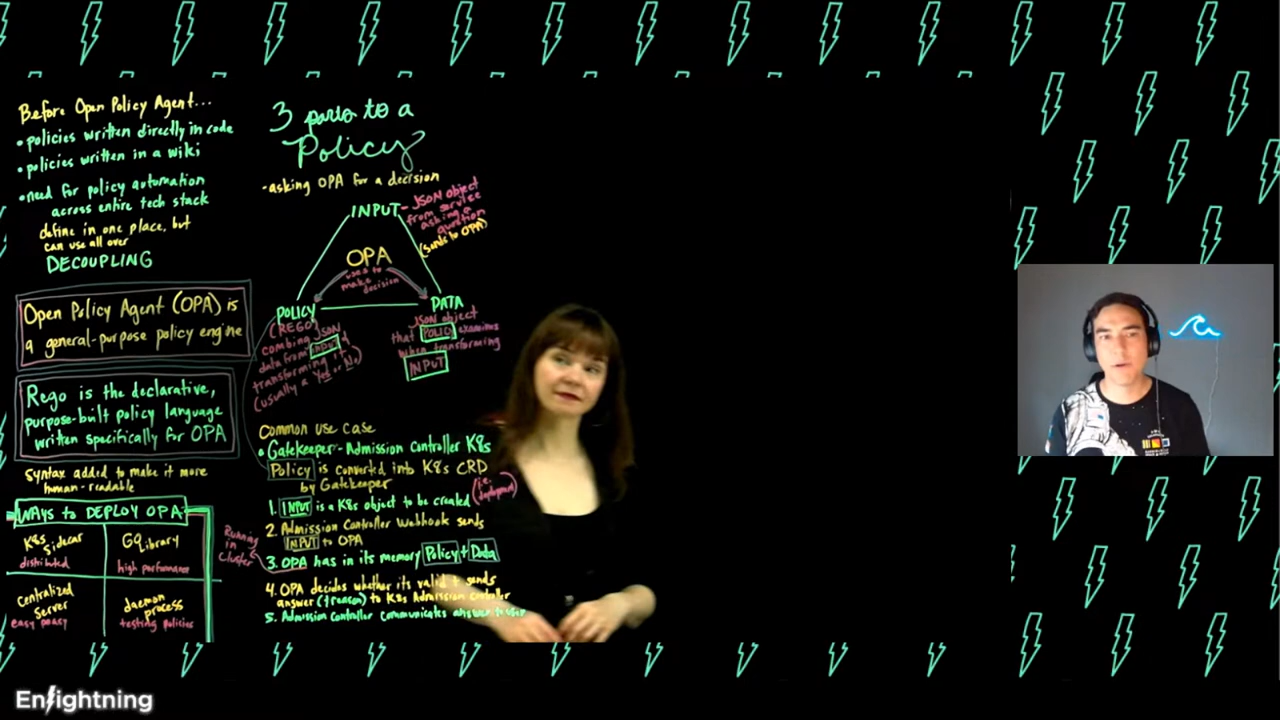 Before Open Policy Agent...
• policies written directly in code
• policies written in a wiki
• need for policy automation
across entire tech stack
define in one place, but
can use all over
DECOUPLING
Open Policy Agent (OPA) is
a general-purpose policy engine
Rego is the declarative,
purpose-built policy language
written specifically for OPA
Syntax added to make it more
human-readable
WAYS to DEPLOY OPA
K8s sidecar
distributed
GO Library
high performance
centralized
server
easy peasy
daemon
process
testing policies
3 parts to a
Policy
- asking OPA for a decision
INPUT - JSON object
from service
asking a
question
(sends to OPA)
OPA
uses to
make
decision
POLICY
(REGO)
combing JSON
data from INPUT &
transforming it
(usually a Yes or No)
DATA
JSON object
that POLICY examines
when transforming
INPUT
Common use case
• Gatekeeper - Admission Controller K8s
Policy is converted into K8s CRD
by Gatekeeper
1. INPUT is a K8s object to be created (i.e. deployment)
2. Admission Controller Webhook sends
INPUT to OPA
Running
in
Cluster
3. OPA has in its memory Policy + Data
4. OPA decides whether its valid + sends
answer (+reason) to K8s Admission controller
5. Admission Controller communicates answer to user
Enlightning